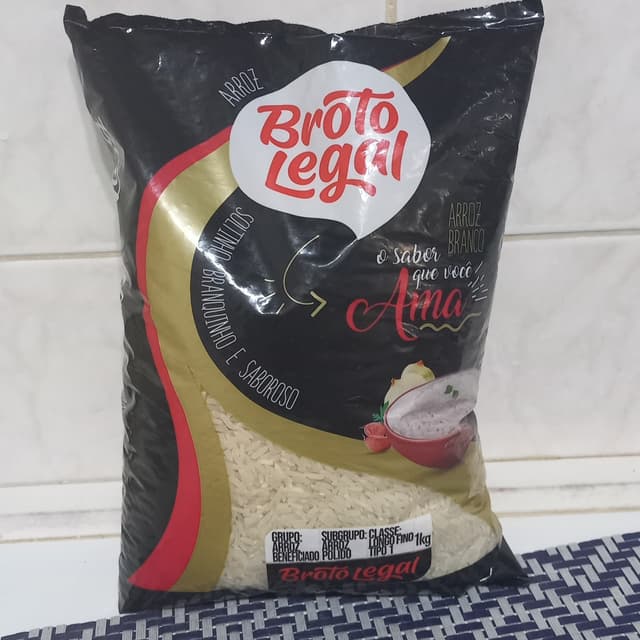 ARROZ
Broto
Legal
ARROZ
BRANCO
o sabor
que você
Ama
SOLTINHO, BRANQUINHO E SABOROSO
GRUPO: SUBGRUPO: CLASSE:
ARROZ ARROZ LONGO FINO 1kg
BENEFICIADO POLIDO TIPO 1
Broto Legal